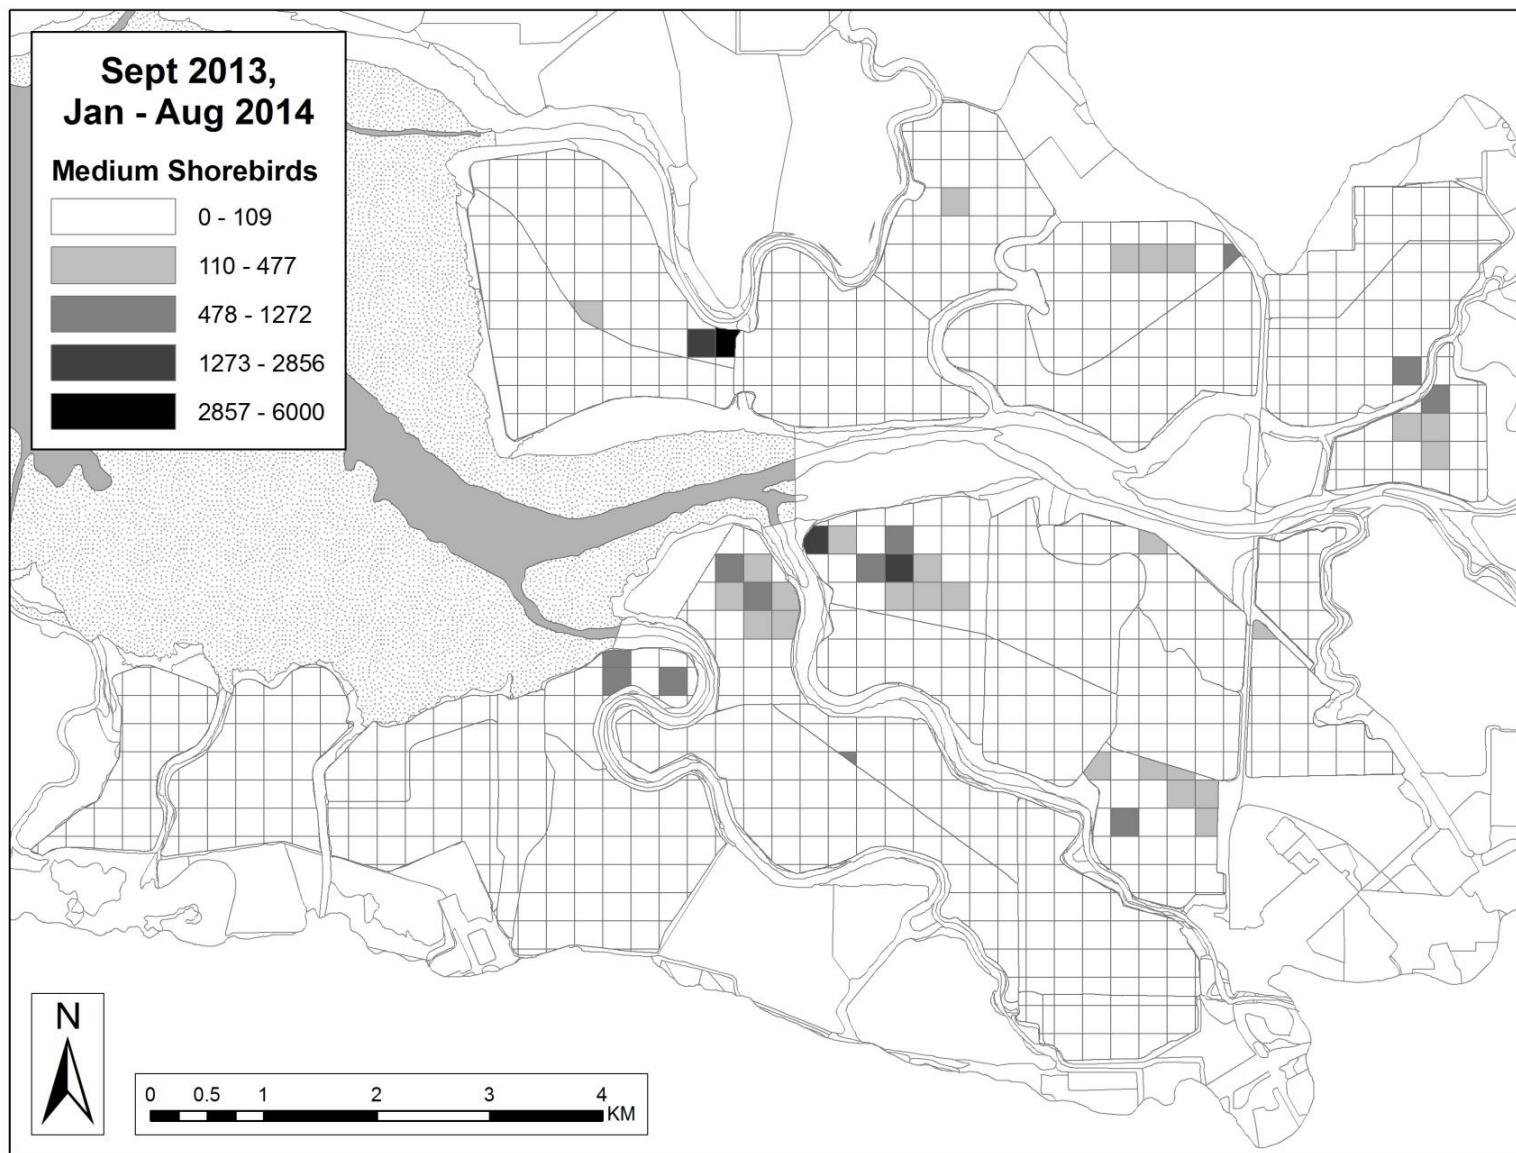 Sept 2013,
Jan - Aug 2014
Medium Shorebirds
0 - 109
110 - 477
478 - 1272
1273 - 2856
2857 - 6000
N
0 0.5 1 2 3 4
KM